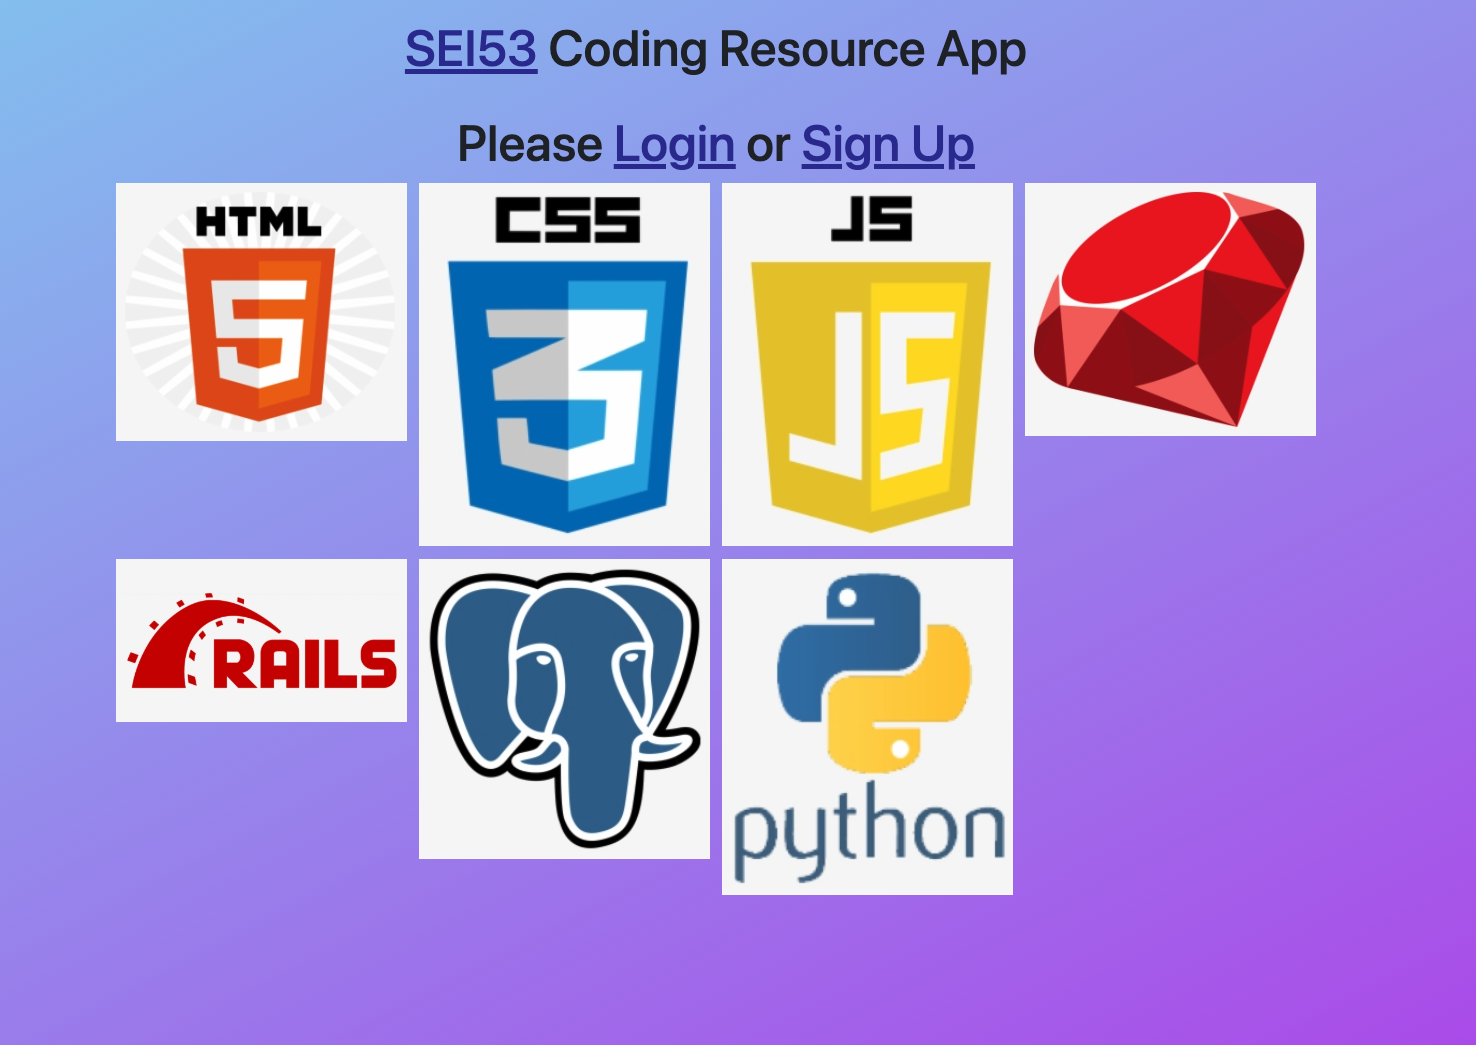 SEI53 Coding Resource App
Please Login or Sign Up
HTML
5
CSS
3
JS
JS
RAILS
python